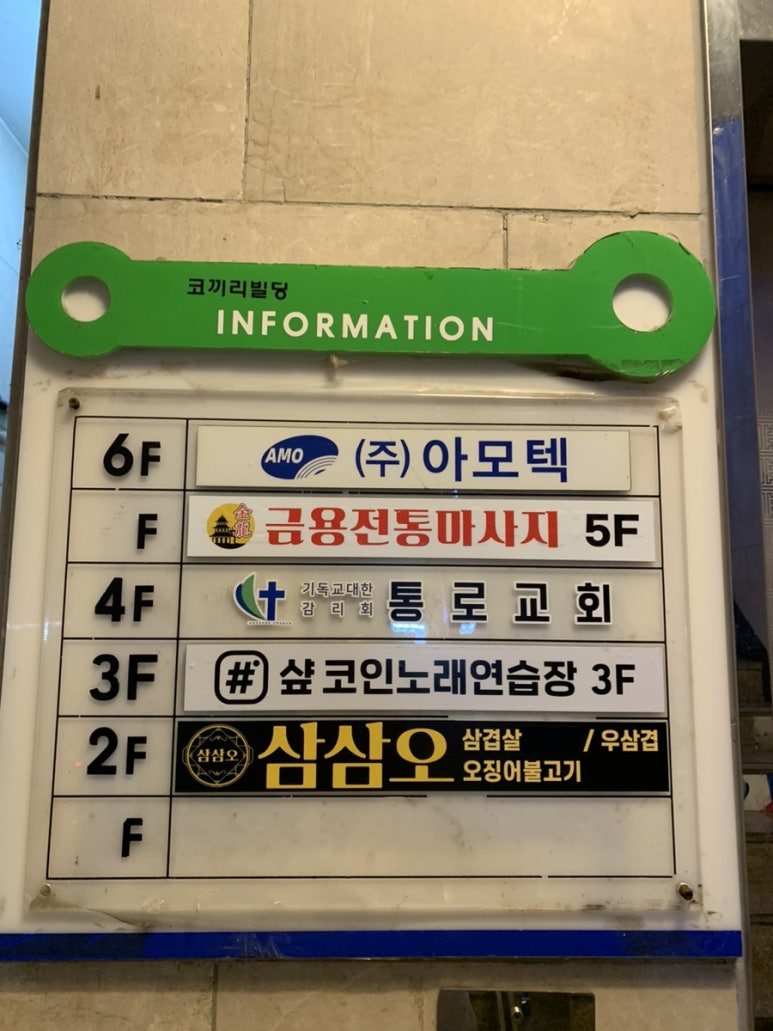 코끼리빌딩
INFORMATION
6F AMO (주)아모텍
F 金龍 금용전통마사지 5F
4F 기독교대한감리회 통로교회
3F # 샾 코인노래연습장 3F
2F 삼삼오 삼삼오 삼겹살 / 우삼겹
오징어불고기
F